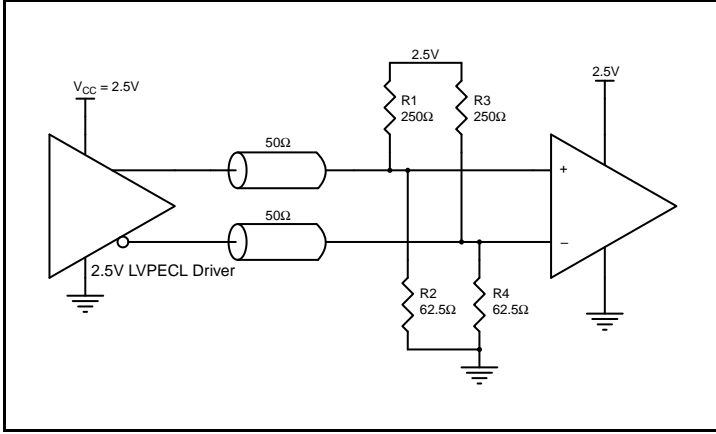 2.5V
V_CC = 2.5V
2.5V
R1
250Ω
R3
250Ω
50Ω
+
50Ω
–
2.5V LVPECL Driver
R2
62.5Ω
R4
62.5Ω